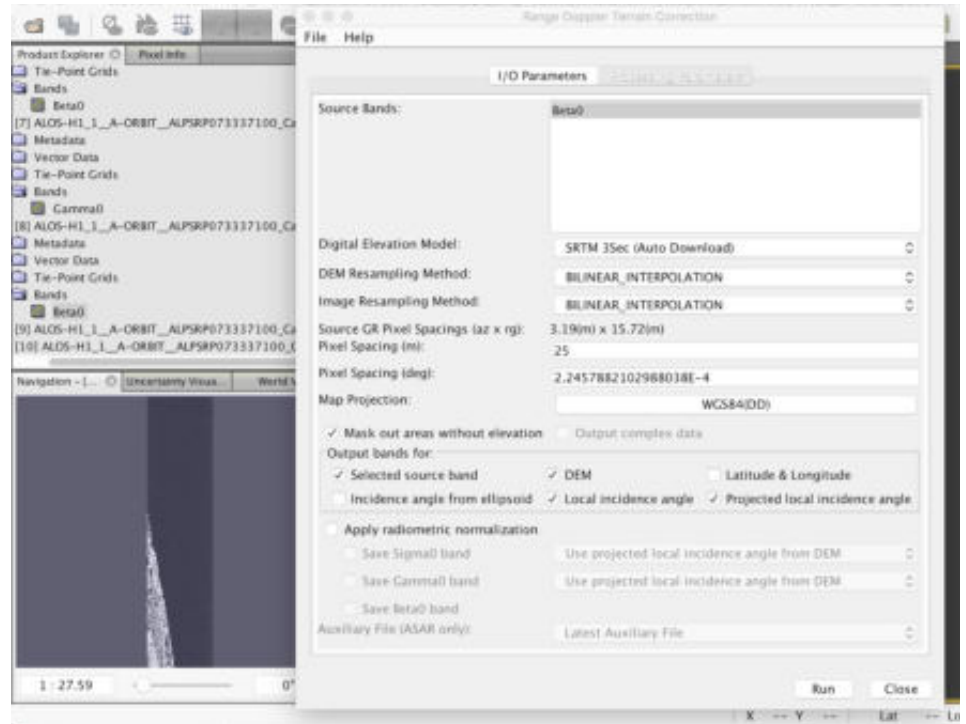 Range Doppler Terrain Correction
File Help
Product Explorer Pixel Info
Tie-Point Grids
Bands
Beta0
[7] ALOS-H1_1__A-ORBIT__ALPSRP073337100_Ca
Metadata
Vector Data
Tie-Point Grids
Bands
Gamma0
[8] ALOS-H1_1__A-ORBIT__ALPSRP073337100_Ca
Metadata
Vector Data
Tie-Point Grids
Bands
Beta0
[9] ALOS-H1_1__A-ORBIT__ALPSRP073337100_Ca
[10] ALOS-H1_1__A-ORBIT__ALPSRP073337100_C
Navigation - [... Uncertainty Visua... World
1 : 27.59 0°
I/O Parameters
Source Bands: Beta0
Digital Elevation Model: SRTM 3Sec (Auto Download)
DEM Resampling Method: BILINEAR_INTERPOLATION
Image Resampling Method: BILINEAR_INTERPOLATION
Source GR Pixel Spacings (az x rg): 3.19(m) x 15.72(m)
Pixel Spacing (m): 25
Pixel Spacing (deg): 2.2457882102988038E-4
Map Projection: WGS84(DD)
Mask out areas without elevation Output complex data
Output bands for:
Selected source band DEM Latitude & Longitude
Incidence angle from ellipsoid Local incidence angle Projected local incidence angle
Apply radiometric normalization
Save Sigma0 band Use projected local incidence angle from DEM
Save Gamma0 band Use projected local incidence angle from DEM
Save Beta0 band
Auxiliary File (ASAR only): Latest Auxiliary File
Run Close
X -- Y -- Lat -- Ln